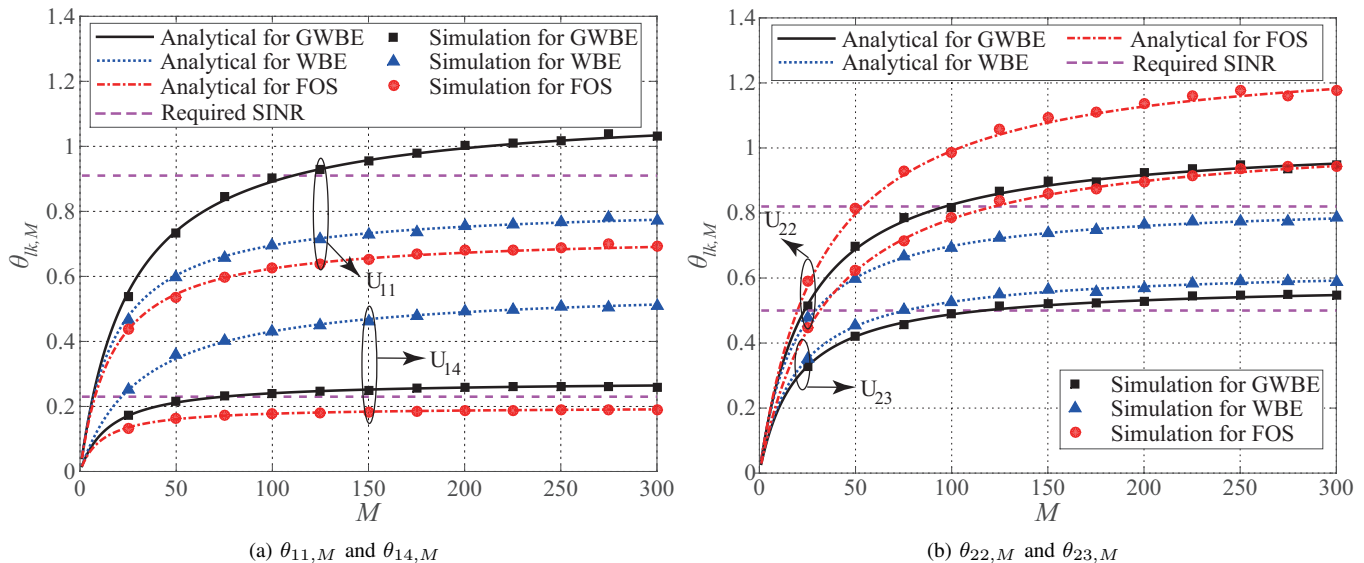 1.4
1.2
1
0.8
0.6
0.4
0.2
0
θlk,M
Analytical for GWBE
Analytical for WBE
Analytical for FOS
Required SINR
Simulation for GWBE
Simulation for WBE
Simulation for FOS
U11
U14
0 50 100 150 200 250 300
M
(a) θ11,M and θ14,M
1.4
1.2
1
0.8
0.6
0.4
0.2
0
θlk,M
Analytical for GWBE
Analytical for WBE
Analytical for FOS
Required SINR
U22
U23
Simulation for GWBE
Simulation for WBE
Simulation for FOS
0 50 100 150 200 250 300
M
(b) θ22,M and θ23,M